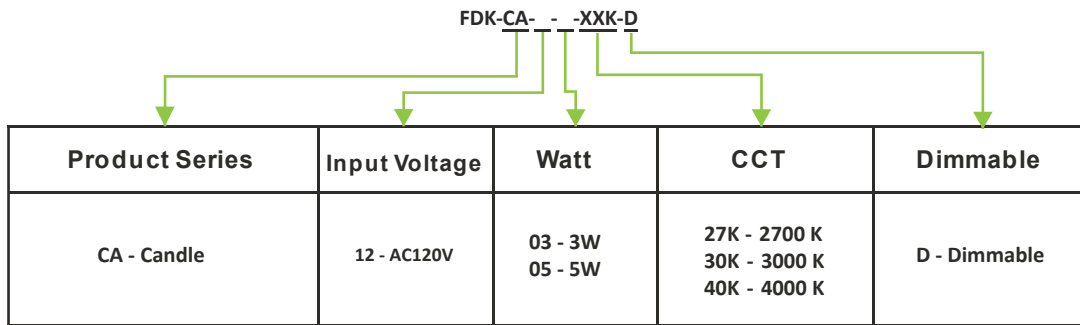 FDK-CA-_-_-XXK-D
Product Series
Input Voltage
Watt
CCT
Dimmable
CA - Candle
12 - AC120V
03 - 3W
05 - 5W
27K - 2700 K
30K - 3000 K
40K - 4000 K
D - Dimmable